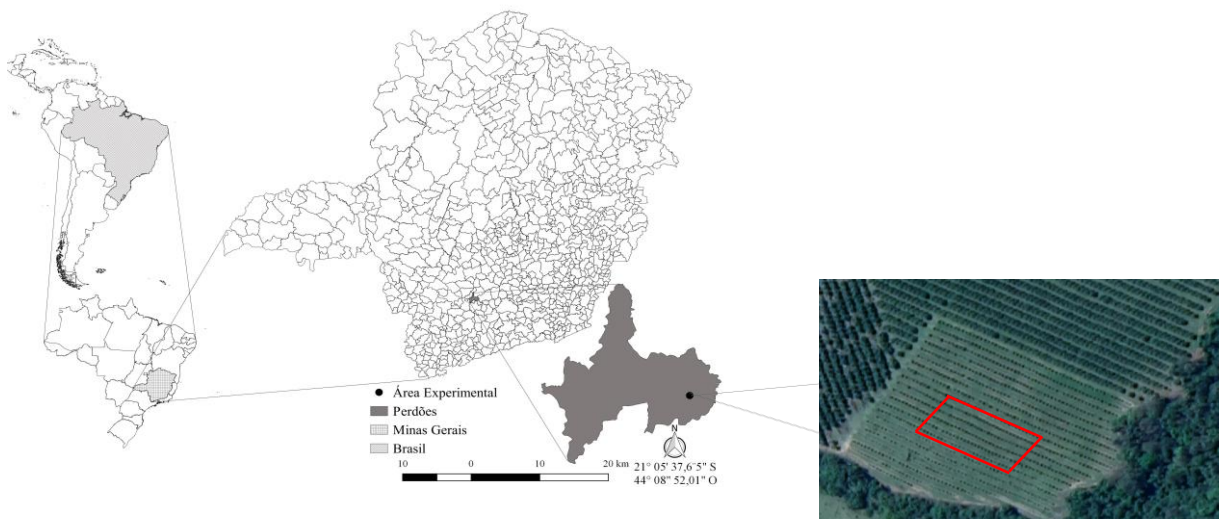 Área Experimental
Perdões
Minas Gerais
Brasil
N
10 0 10 20 km
21° 05' 37,6¨5" S
44° 08" 52,01" O